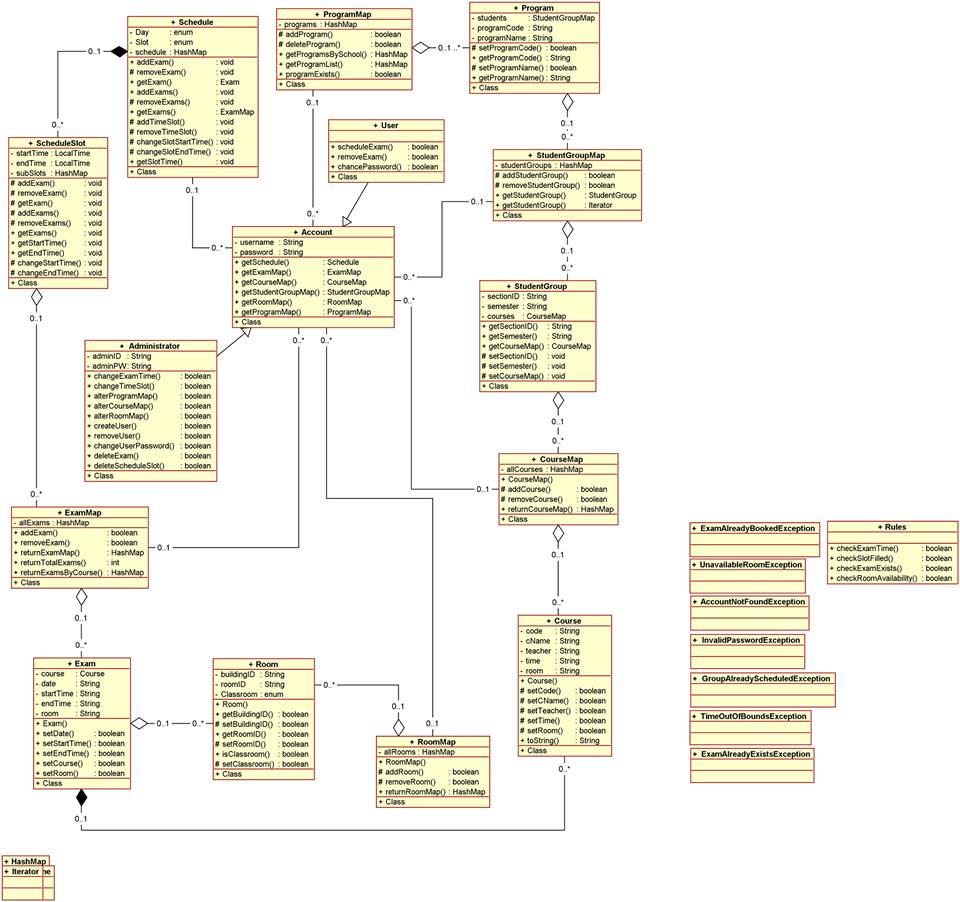 + Schedule
- Day : enum
- Slot : enum
- schedule : HashMap
+ addExam() : void
# removeExam() : void
+ getExam() : Exam
+ addExams() : void
# removeExams() : void
+ getExams() : ExamMap
# addTimeSlot() : void
# removeTimeSlot() : void
# changeSlotStartTime() : void
# changeSlotEndTime() : void
+ getSlotTime() : void
+ Class
+ ProgramMap
- programs : HashMap
# addProgram() : boolean
# deleteProgram() : boolean
+ getProgramsBySchool() : HashMap
+ getProgramList() : HashMap
+ programExists() : boolean
+ Class
+ Program
- students : StudentGroupMap
- programCode : String
- programName : String
# setProgramCode() : boolean
+ getProgramCode() : String
# setProgramName() : boolean
+ getProgramName() : String
+ Class
0..1
0..1 ..*
0..1
0..1
0..*
0..*
+ User
+ scheduleExam() : boolean
+ removeExam() : boolean
+ chancePassword() : boolean
+ Class
+ ScheduleSlot
- startTime : LocalTime
- endTime : LocalTime
- subSlots : HashMap
# addExam() : void
# removeExam() : void
# getExam() : void
# addExams() : void
# removeExams() : void
+ getExams() : void
+ getStartTime() : void
+ getEndTime() : void
# changeStartTime() : void
# changeEndTime() : void
+ Class
+ StudentGroupMap
- studentGroups : HashMap
# addStudentGroup() : boolean
# removeStudentGroup() : boolean
+ getStudentGroup() : StudentGroup
+ getStudentGroup() : Iterator
+ Class
0..1
0..1
0..*
0..*
0..1
0..*
+ Account
- username : String
- password : String
+ getSchedule() : Schedule
+ getExamMap() : ExamMap
+ getCourseMap() : CourseMap
+ getStudentGroupMap() : StudentGroupMap
+ getRoomMap() : RoomMap
+ getProgramMap() : ProgramMap
+ Class
0..*
0..*
0..*
0..*
0..1
+ StudentGroup
- sectionID : String
- semester : String
- courses : CourseMap
+ getSectionID() : String
+ getSemester() : String
+ getCourseMap() : CourseMap
# setSectionID() : void
# setSemester() : void
# setCourseMap() : void
+ Class
+ Administrator
- adminID : String
- adminPW : String
+ changeExamTime() : boolean
+ changeTimeSlot() : boolean
+ alterProgramMap() : boolean
+ alterCourseMap() : boolean
+ alterRoomMap() : boolean
+ createUser() : boolean
+ removeUser() : boolean
+ changeUserPassword() : boolean
+ deleteExam() : boolean
+ deleteScheduleSlot() : boolean
+ Class
0..1
0..*
+ CourseMap
- allCourses : HashMap
+ CourseMap()
# addCourse() : boolean
# removeCourse() : boolean
+ returnCourseMap() : HashMap
+ Class
0..1
0..*
+ ExamMap
- allExams : HashMap
+ addExam() : boolean
+ removeExam() : boolean
+ returnExamMap() : HashMap
+ returnTotalExams() : int
+ returnExamsByCourse() : HashMap
+ Class
0..1
0..1
0..*
+ ExamAlreadyBookedException
+ UnavailableRoomException
+ AccountNotFoundException
+ InvalidPasswordException
+ GroupAlreadyScheduledException
+ TimeOutOfBoundsException
+ ExamAlreadyExistsException
+ Rules
+ checkExamTime() : boolean
+ checkSlotFilled() : boolean
+ checkExamExists() : boolean
+ checkRoomAvailability() : boolean
0..1
0..*
+ Course
- code : String
- cName : String
- teacher : String
- time : String
- room : String
+ Course()
# setCode() : boolean
# setCName() : boolean
# setTeacher() : boolean
# setTime() : boolean
# setRoom() : boolean
+ toString() : String
+ Class
+ Exam
- course : Course
- date : String
- startTime : String
- endTime : String
- room : String
+ Exam()
+ setDate() : boolean
+ setStartTime() : boolean
+ setEndTime() : boolean
+ setCourse() : boolean
# setRoom() : boolean
+ Class
0..1
0..*
+ Room
- buildingID : String
- roomID : String
- Classroom : enum
+ Room()
+ getBuildingID() : boolean
# setBuildingID() : boolean
+ getRoomID() : boolean
# setRoomID() : boolean
+ isClassroom() : boolean
# setClassroom() : boolean
+ Class
0..*
0..1
0..1
+ RoomMap
- allRooms : HashMap
+ RoomMap()
# addRoom() : boolean
# removeRoom() : boolean
+ returnRoomMap() : HashMap
+ Class
0..*
0..1
+ HashMap
+ Iterator
ne